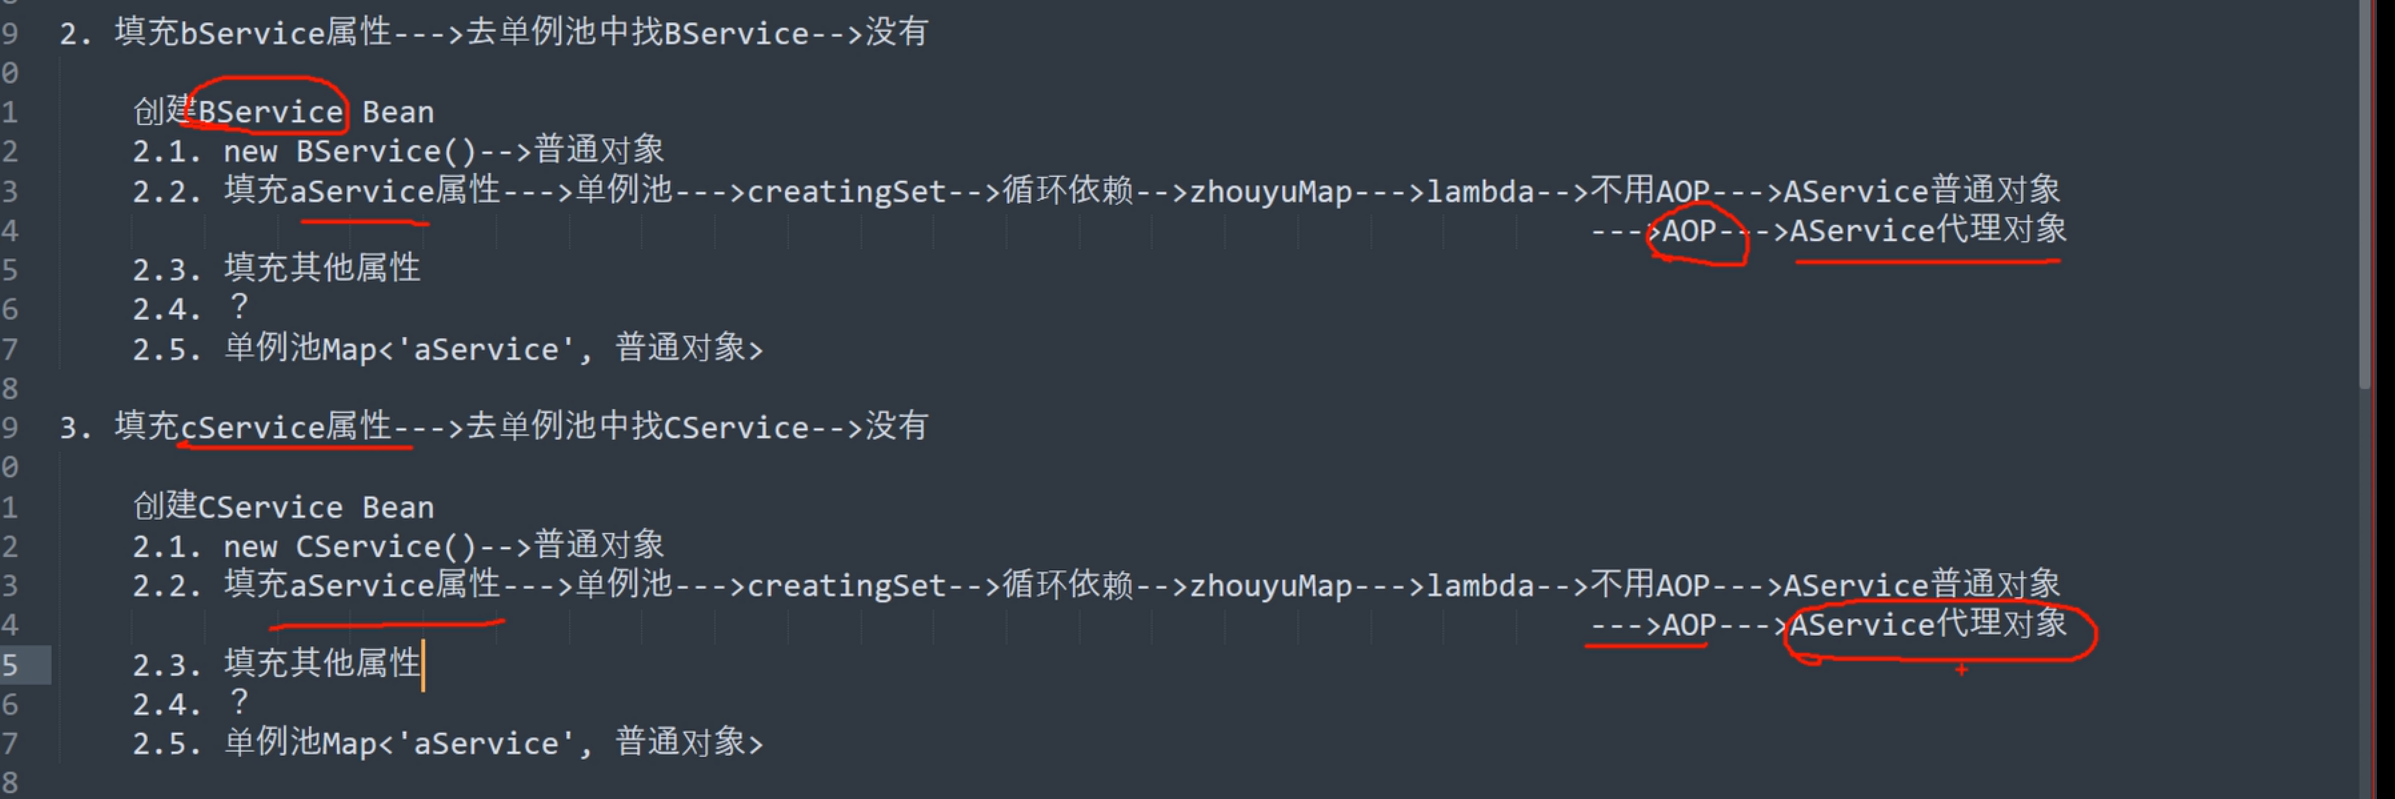 9 2. 填充bService属性--->去单例池中找BService-->没有
0
1 创建BService Bean
2 2.1. new BService()-->普通对象
3 2.2. 填充aService属性--->单例池--->creatingSet-->循环依赖-->zhouyuMap--->lambda-->不用AOP--->AService普通对象
4 --->AOP--->AService代理对象
5 2.3. 填充其他属性
6 2.4. ？
7 2.5. 单例池Map<'aService', 普通对象>
8
9 3. 填充cService属性--->去单例池中找CService-->没有
0
1 创建CService Bean
2 2.1. new CService()-->普通对象
3 2.2. 填充aService属性--->单例池--->creatingSet-->循环依赖-->zhouyuMap--->lambda-->不用AOP--->AService普通对象
4 --->AOP--->AService代理对象
5 2.3. 填充其他属性
6 2.4. ？
7 2.5. 单例池Map<'aService', 普通对象>
8